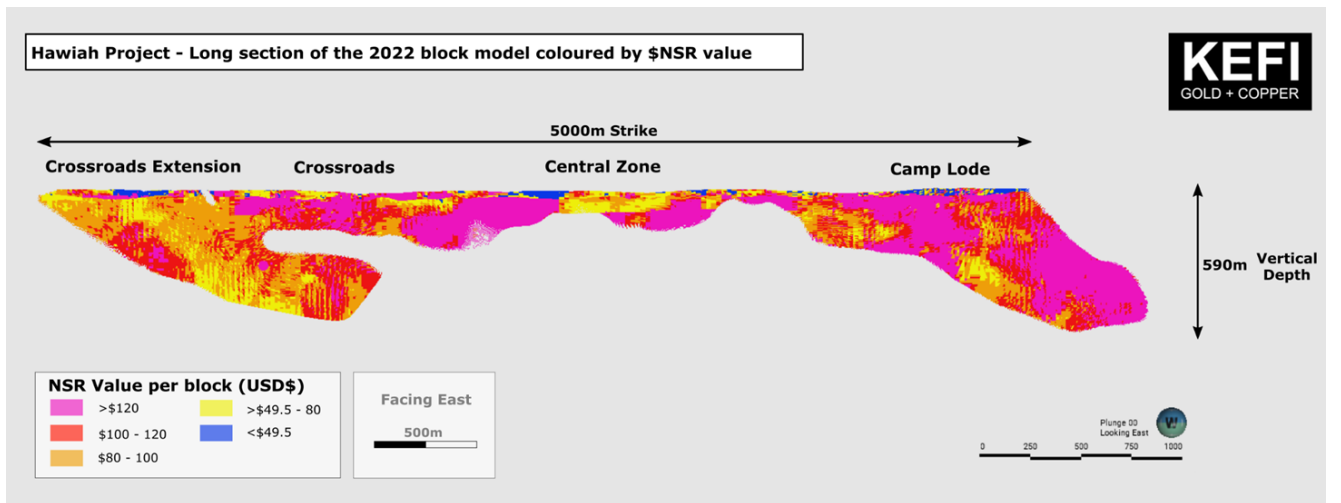 Hawiah Project - Long section of the 2022 block model coloured by $NSR value
KEFI
GOLD + COPPER
5000m Strike
Crossroads Extension
Crossroads
Central Zone
Camp Lode
590m
Vertical
Depth
NSR Value per block (USD$)
>$120
>$49.5 - 80
$100 - 120
<$49.5
$80 - 100
Facing East
500m
Plunge 00
Looking East
0 250 500 750 1000